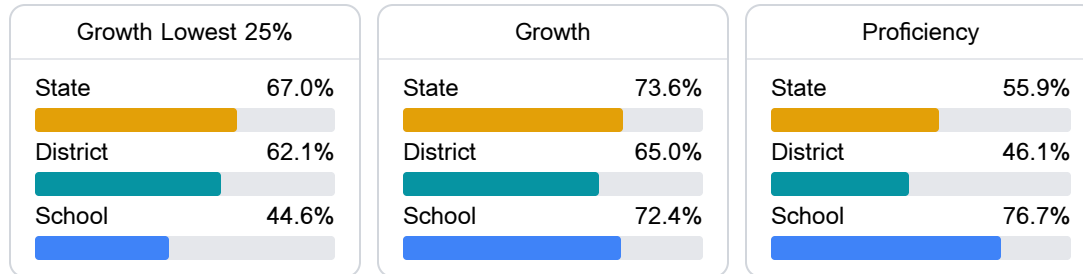 Growth Lowest 25%
State 67.0%
District 62.1%
School 44.6%
Growth
State 73.6%
District 65.0%
School 72.4%
Proficiency
State 55.9%
District 46.1%
School 76.7%